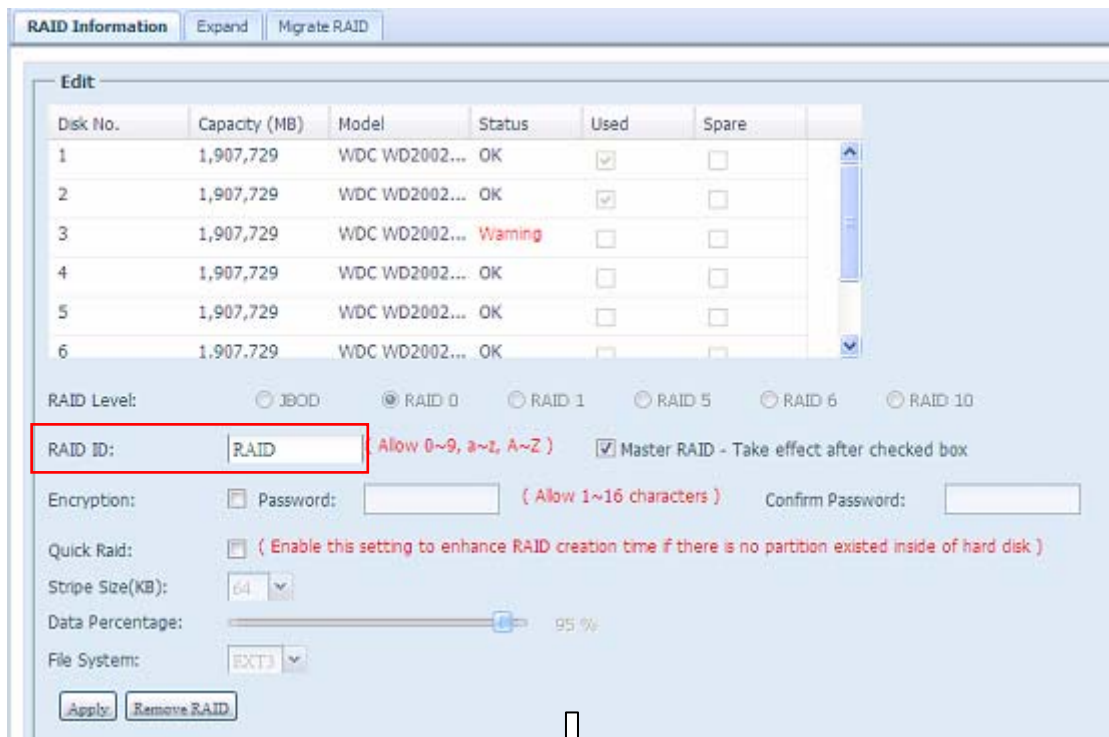 RAID Information Expand Migrate RAID
Edit
Disk No. Capacity (MB) Model Status Used Spare
1 1,907,729 WDC WD2002... OK
2 1,907,729 WDC WD2002... OK
3 1,907,729 WDC WD2002... Warning
4 1,907,729 WDC WD2002... OK
5 1,907,729 WDC WD2002... OK
6 1,907,729 WDC WD2002... OK
RAID Level: JBOD RAID 0 RAID 1 RAID 5 RAID 6 RAID 10
RAID ID: RAID ( Allow 0~9, a~z, A~Z ) Master RAID - Take effect after checked box
Encryption: Password: ( Allow 1~16 characters ) Confirm Password:
Quick Raid: ( Enable this setting to enhance RAID creation time if there is no partition existed inside of hard disk )
Stripe Size(KB): 64
Data Percentage: 95 %
File System: EXT3
Apply Remove RAID